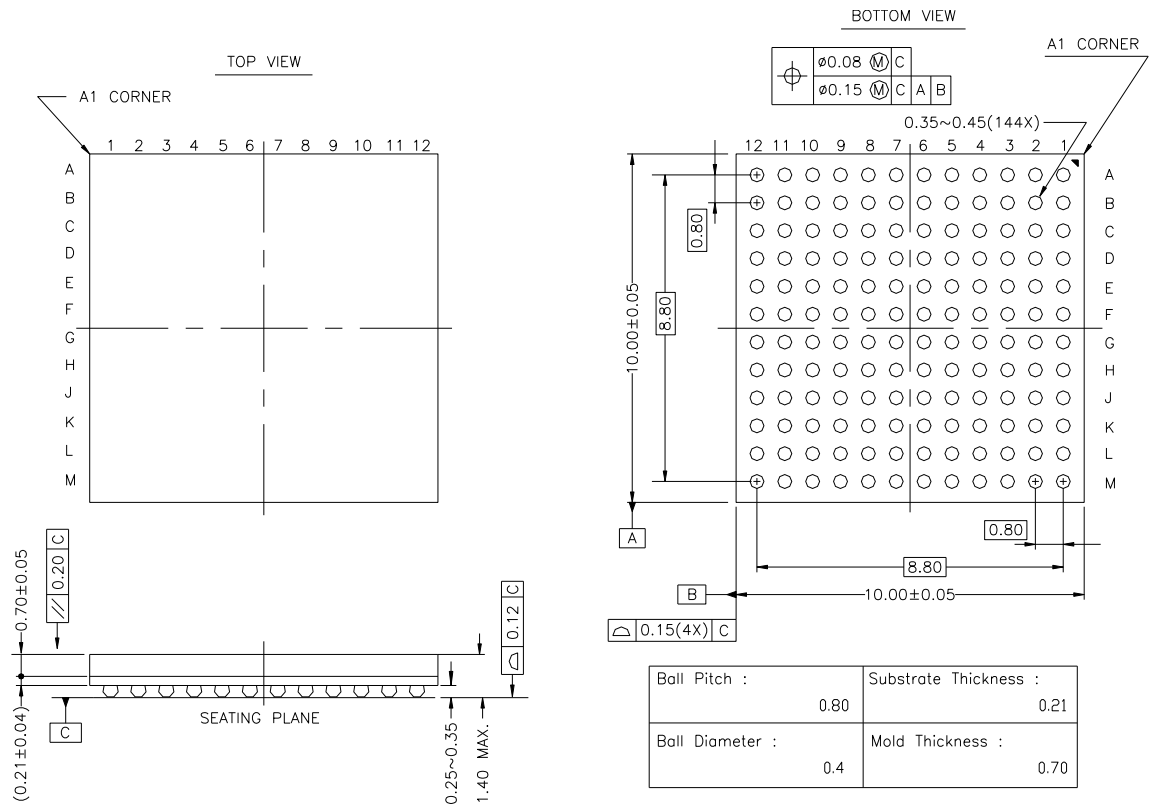 BOTTOM VIEW
TOP VIEW
A1 CORNER
ø0.08 Ⓜ C
ø0.15 Ⓜ C A B
A1 CORNER
0.35~0.45(144X)
1 2 3 4 5 6 7 8 9 10 11 12
12 11 10 9 8 7 6 5 4 3 2 1
A
B
C
D
E
F
G
H
J
K
L
M
A
B
C
D
E
F
G
H
J
K
L
M
0.80
8.80
10.00±0.05
A
0.80
8.80
B
10.00±0.05
0.15(4X) C
0.70±0.05
// 0.20 C
(0.21±0.04)
C
SEATING PLANE
0.12 C
0.25~0.35
1.40 MAX.
Ball Pitch :
0.80
Substrate Thickness :
0.21
Ball Diameter :
0.4
Mold Thickness :
0.70